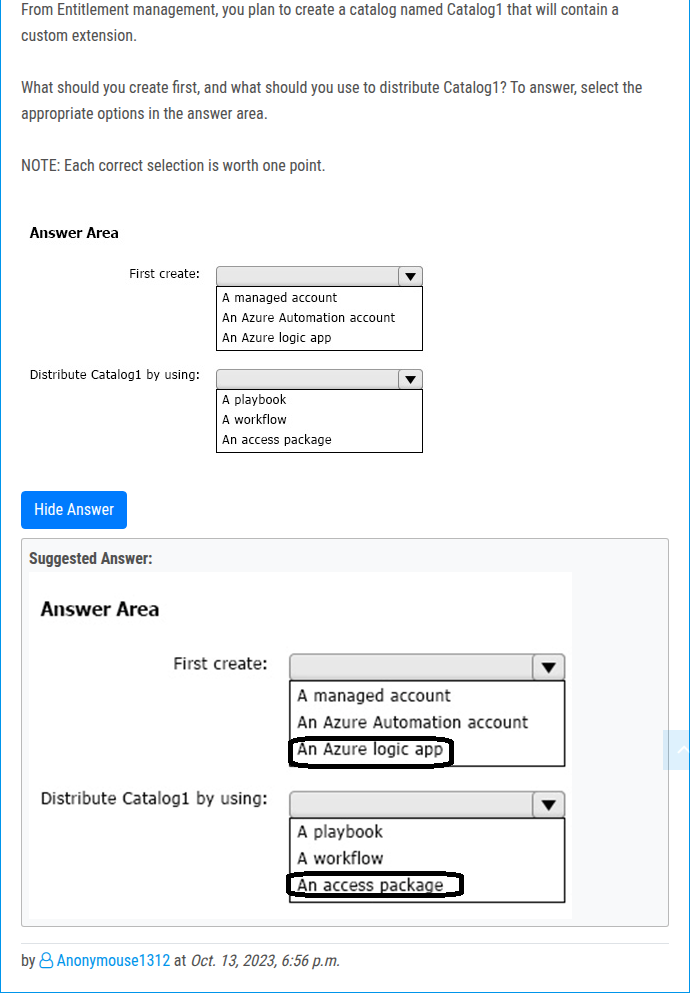 From Entitlement management, you plan to create a catalog named Catalog1 that will contain a
custom extension.
What should you create first, and what should you use to distribute Catalog1? To answer, select the
appropriate options in the answer area.
NOTE: Each correct selection is worth one point.
Answer Area
First create:
A managed account
An Azure Automation account
An Azure logic app
Distribute Catalog1 by using:
A playbook
A workflow
An access package
Hide Answer
Suggested Answer:
Answer Area
First create:
A managed account
An Azure Automation account
An Azure logic app
Distribute Catalog1 by using:
A playbook
A workflow
An access package
by Anonymouse1312 at Oct. 13, 2023, 6:56 p.m.